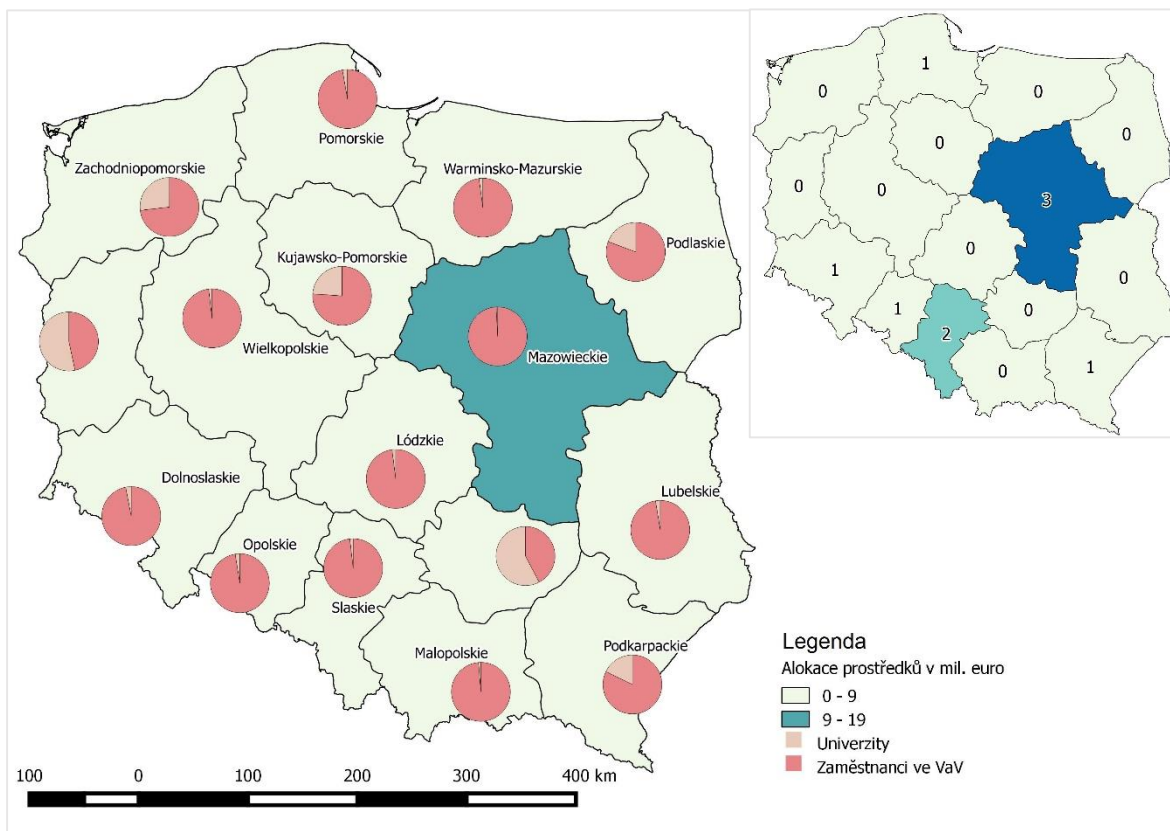 Pomorskie
Zachodniopomorskie
Warminsko-Mazurskie
Podlaskie
Kujawsko-Pomorskie
Wielkopolskie
Mazowieckie
Lódzkie
Dolnoslaskie
Lubelskie
Opolskie
Slaskie
Malopolskie
Podkarpackie
100 0 100 200 300 400 km
1
0
0
0
0
0
0
3
0
1
0
1
2
0
0
1
Legenda
Alokace prostředků v mil. euro
0 - 9
9 - 19
Univerzity
Zaměstnanci ve VaV